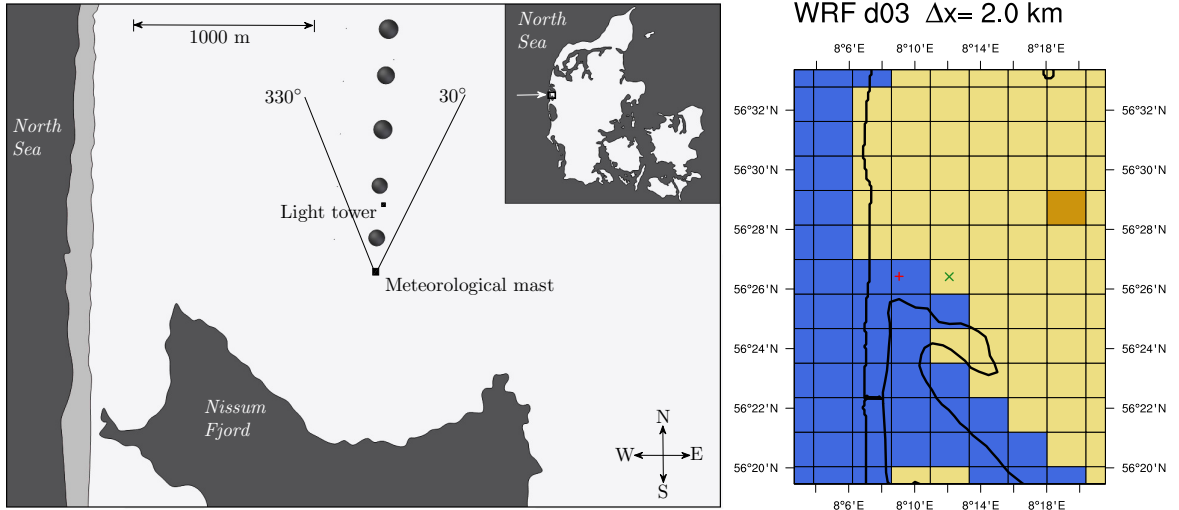 1000 m
330°
30°
North
Sea
Light tower
Meteorological mast
Nissum
Fjord
N
W E
S
North
Sea
WRF d03 Δx= 2.0 km
8°6'E 8°10'E 8°14'E 8°18'E
56°32'N 56°32'N
56°30'N 56°30'N
56°28'N 56°28'N
56°26'N 56°26'N
56°24'N 56°24'N
56°22'N 56°22'N
56°20'N 56°20'N
8°6'E 8°10'E 8°14'E 8°18'E